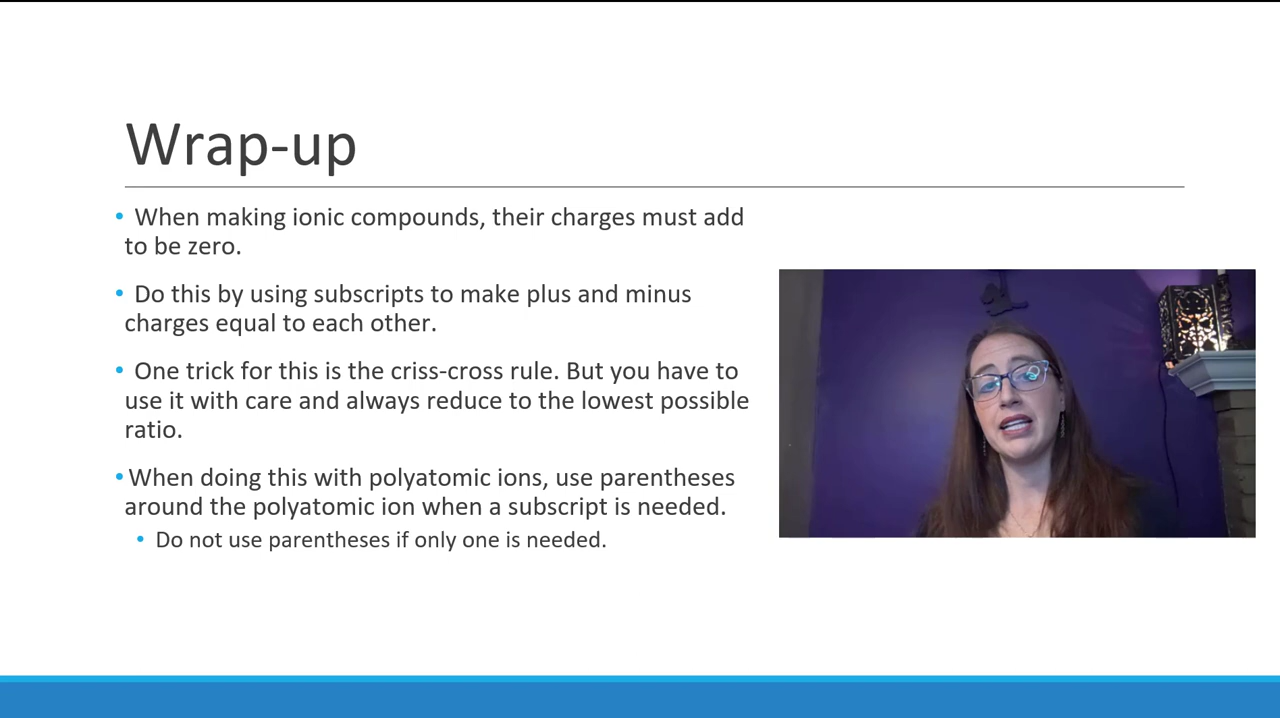 Wrap-up
• When making ionic compounds, their charges must add
to be zero.
• Do this by using subscripts to make plus and minus
charges equal to each other.
• One trick for this is the criss-cross rule. But you have to
use it with care and always reduce to the lowest possible
ratio.
•When doing this with polyatomic ions, use parentheses
around the polyatomic ion when a subscript is needed.
• Do not use parentheses if only one is needed.